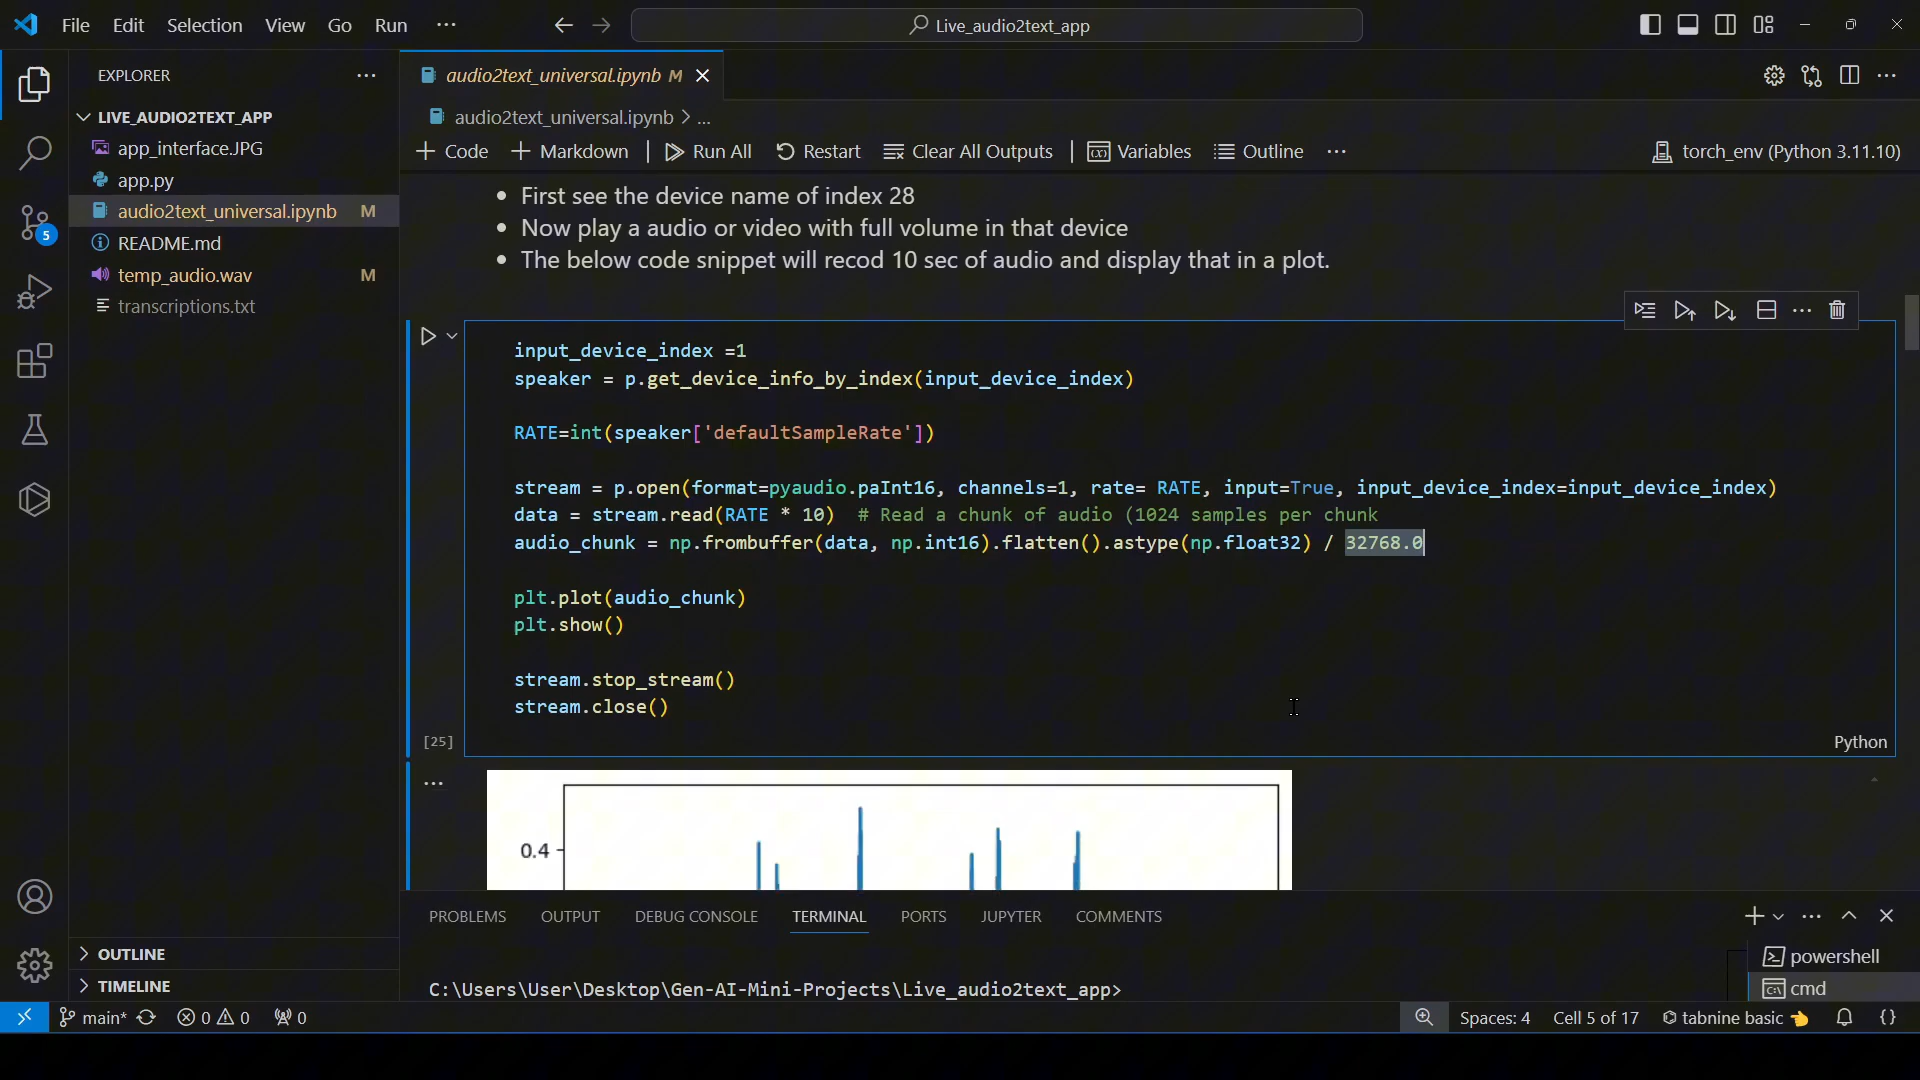 File Edit Selection View Go Run ···
Live_audio2text_app
EXPLORER ···
LIVE_AUDIO2TEXT_APP
app_interface.JPG
app.py
audio2text_universal.ipynb M
README.md
temp_audio.wav M
transcriptions.txt
OUTLINE
TIMELINE
5
audio2text_universal.ipynb M
audio2text_universal.ipynb > ...
+ Code + Markdown Run All Restart Clear All Outputs Variables Outline ··· torch_env (Python 3.11.10)
• First see the device name of index 28
• Now play a audio or video with full volume in that device
• The below code snippet will recod 10 sec of audio and display that in a plot.
input_device_index =1
speaker = p.get_device_info_by_index(input_device_index)
RATE=int(speaker['defaultSampleRate'])
stream = p.open(format=pyaudio.paInt16, channels=1, rate= RATE, input=True, input_device_index=input_device_index)
data = stream.read(RATE * 10)  # Read a chunk of audio (1024 samples per chunk
audio_chunk = np.frombuffer(data, np.int16).flatten().astype(np.float32) / 32768.0
plt.plot(audio_chunk)
plt.show()
stream.stop_stream()
stream.close()
[25] Python
0.4
PROBLEMS OUTPUT DEBUG CONSOLE TERMINAL PORTS JUPYTER COMMENTS
C:\Users\User\Desktop\Gen-AI-Mini-Projects\Live_audio2text_app>
powershell
cmd
main* 0 0 0 Spaces: 4 Cell 5 of 17 tabnine basic 👈 {}